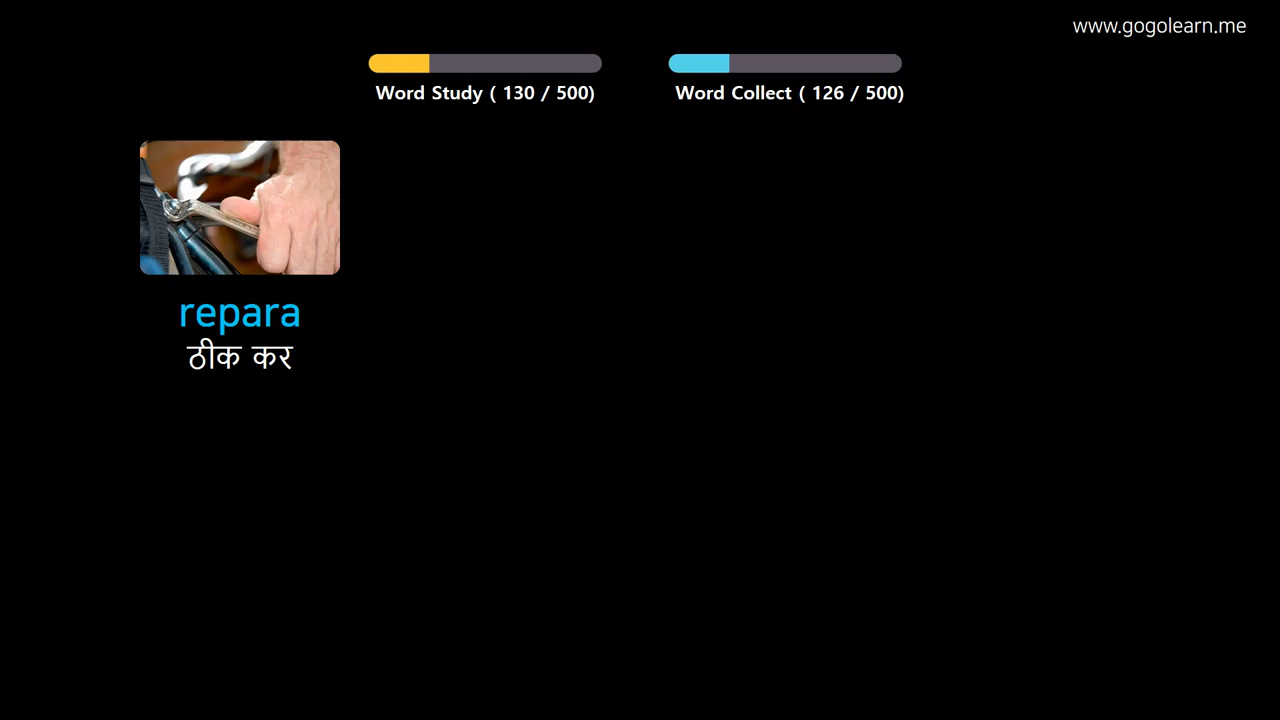 www.gogolearn.me
Word Study ( 130 / 500)
Word Collect ( 126 / 500)
repara
ठीक कर